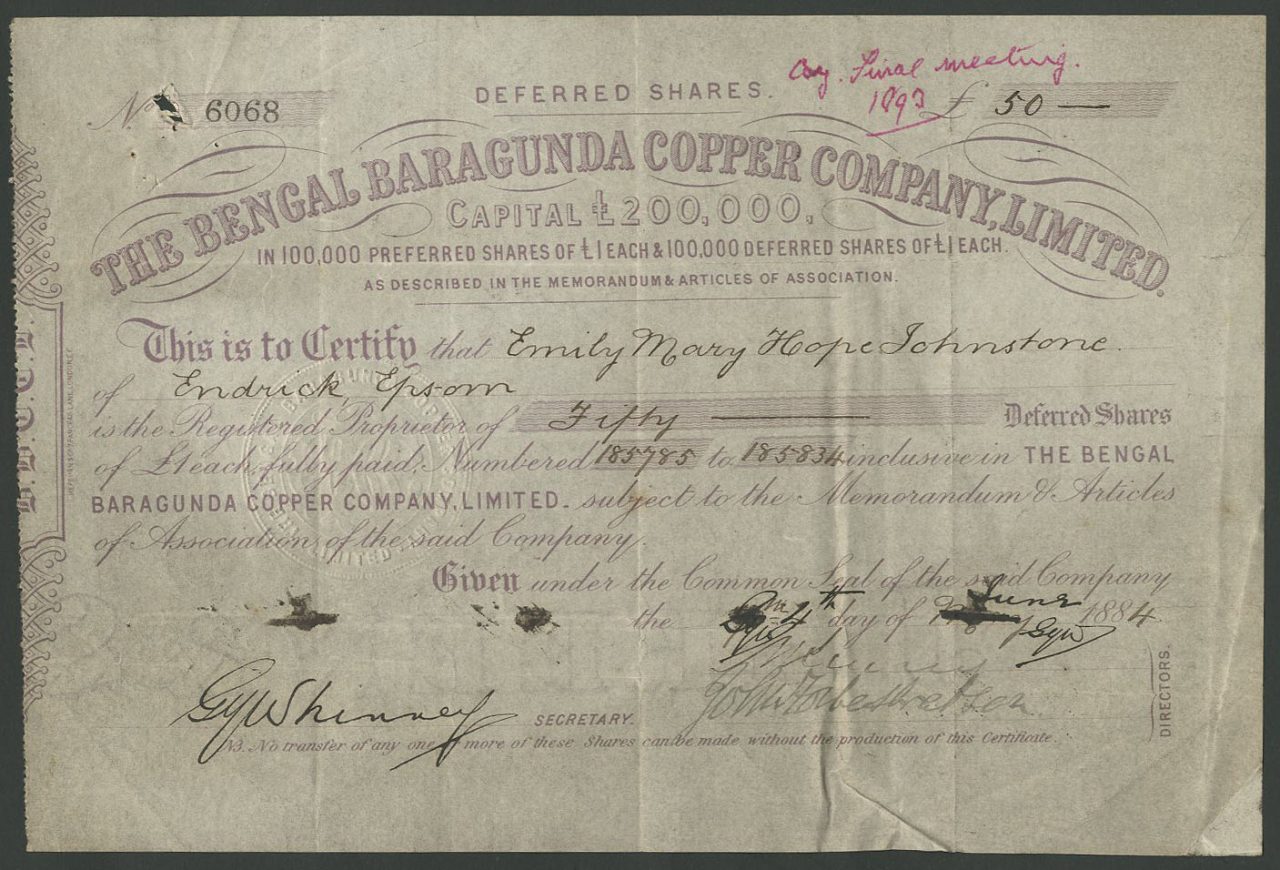 Coy. Final meeting.
1893
DEFERRED SHARES.
No 6068
£ 50 —
THE BENGAL BARAGUNDA COPPER COMPANY, LIMITED.
CAPITAL £200,000,
IN 100,000 PREFERRED SHARES OF £1 EACH & 100,000 DEFERRED SHARES OF £1 EACH.
AS DESCRIBED IN THE MEMORANDUM & ARTICLES OF ASSOCIATION.
This is to Certify that Emily Mary Hope Johnstone
of Endrick, Epsom
is the Registered Proprietor of Fifty — Deferred Shares
of £1 each, fully paid, Numbered 185785 to 185834 inclusive in THE BENGAL
BARAGUNDA COPPER COMPANY, LIMITED. subject to the Memorandum & Articles
of Association of the said Company.
Given under the Common Seal of the said Company
the 4th day of June 1884
GJW Shinney SECRETARY.
DIRECTORS.
NB. No transfer of any one or more of these Shares can be made without the production of this Certificate.
B.B.C.C.L.